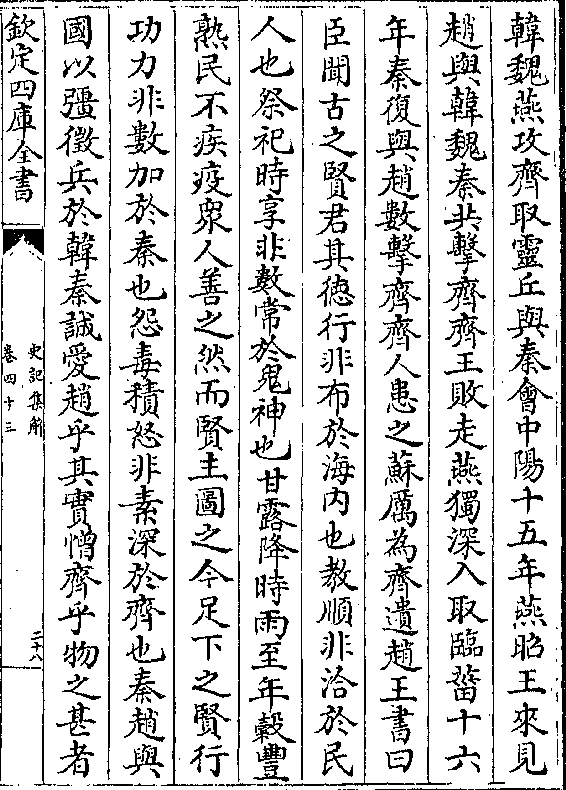 韓魏燕攻齊取靈丘與秦會中陽十五年燕昭王來見
趙與韓魏秦共擊齊齊王敗走燕獨深入取臨菑十六
年秦復與趙數擊齊齊人患之蘇厲為齊遺趙王書曰
臣聞古之賢君其徳行非布於海内也教順非洽於民
人也祭祀時享非數常於鬼神也甘露降時雨至年穀豐
熟民不疾疫衆人善之然而賢主圖之今足下之賢行
功力非數加於秦也怨毒積怒非素深於齊也秦趙與
國以彊徵兵於韓秦誠愛趙乎其實憎齊乎物之甚者
欽定四庫全書
史記集解
卷四十三
二十八